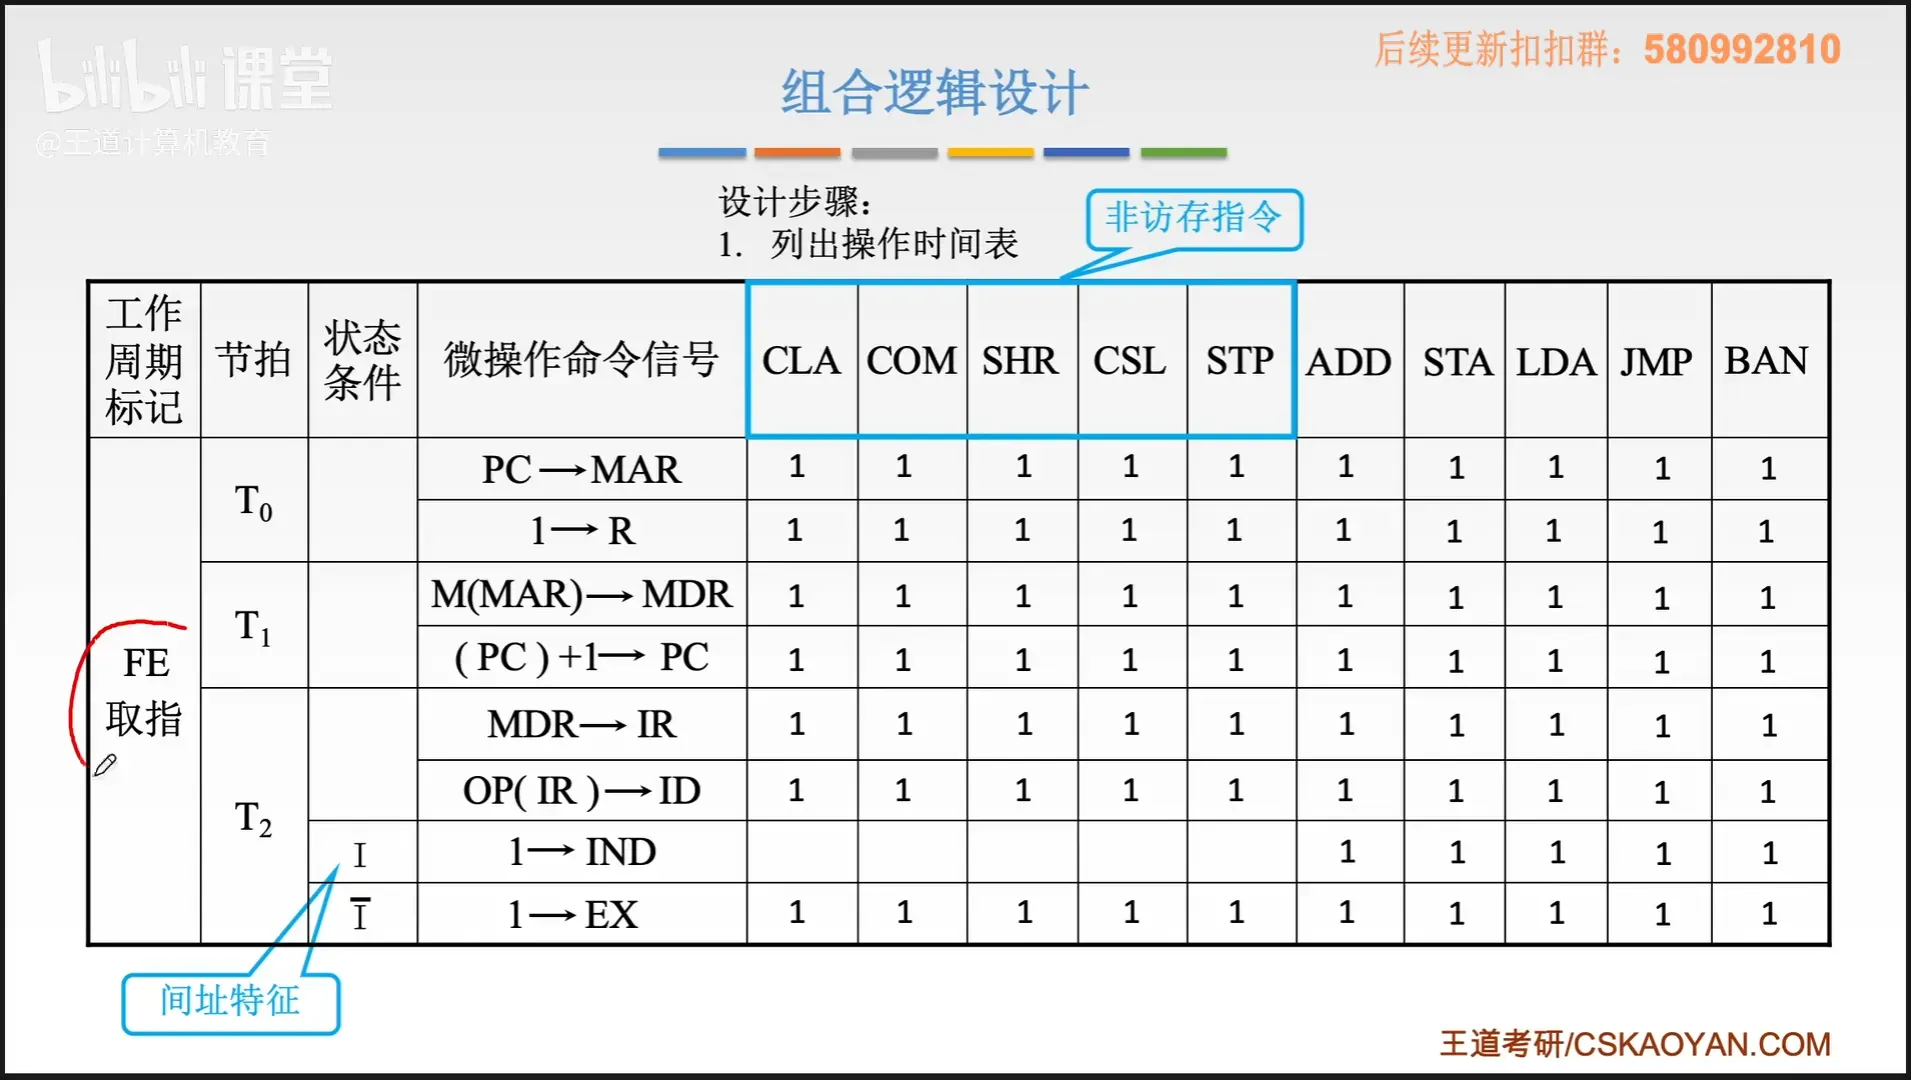 bilibili课堂
@王道计算机教育
后续更新扣扣群：580992810
组合逻辑设计
设计步骤：
1. 列出操作时间表
非访存指令
工作周期标记 节拍 状态条件 微操作命令信号 CLA COM SHR CSL STP ADD STA LDA JMP BAN
FE 取指
T0 PC→MAR 1 1 1 1 1 1 1 1 1 1
1→ R 1 1 1 1 1 1 1 1 1 1
T1 M(MAR)→ MDR 1 1 1 1 1 1 1 1 1 1
( PC ) +1→ PC 1 1 1 1 1 1 1 1 1 1
T2 MDR→ IR 1 1 1 1 1 1 1 1 1 1
OP( IR )→ID 1 1 1 1 1 1 1 1 1 1
I 1→ IND 1 1 1 1 1
Ī 1→ EX 1 1 1 1 1 1 1 1 1 1
间址特征
王道考研/CSKAOYAN.COM